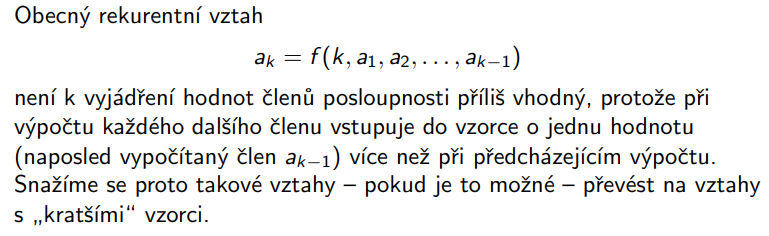 Obecný rekurentní vztah
a_k = f(k, a_1, a_2, . . . , a_{k−1})
není k vyjádření hodnot členů posloupnosti příliš vhodný, protože při
výpočtu každého dalšího členu vstupuje do vzorce o jednu hodnotu
(naposled vypočítaný člen a_{k−1}) více než při předcházejícím výpočtu.
Snažíme se proto takové vztahy – pokud je to možné – převést na vztahy
s „kratšími“ vzorci.